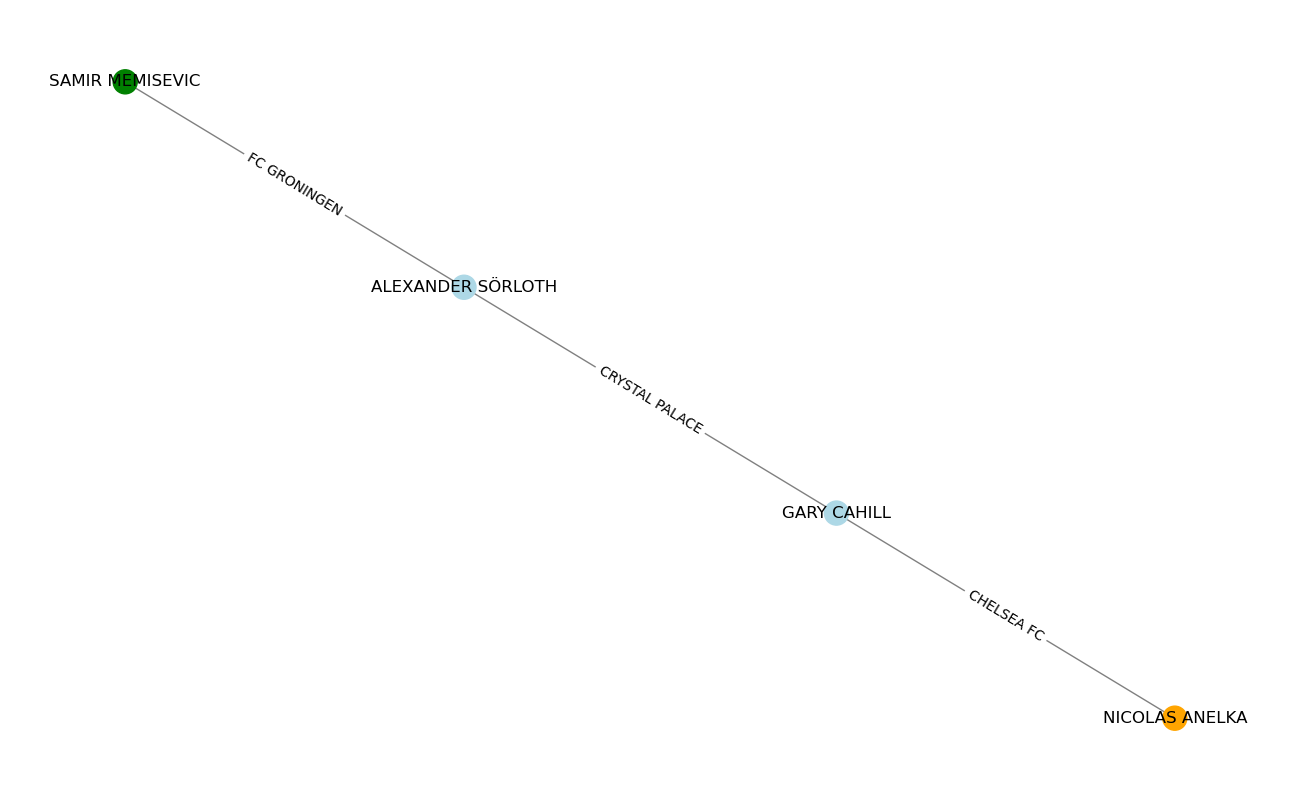 SAMIR MEMISEVIC
FC GRONINGEN
ALEXANDER SÖRLOTH
CRYSTAL PALACE
GARY CAHILL
CHELSEA FC
NICOLAS ANELKA